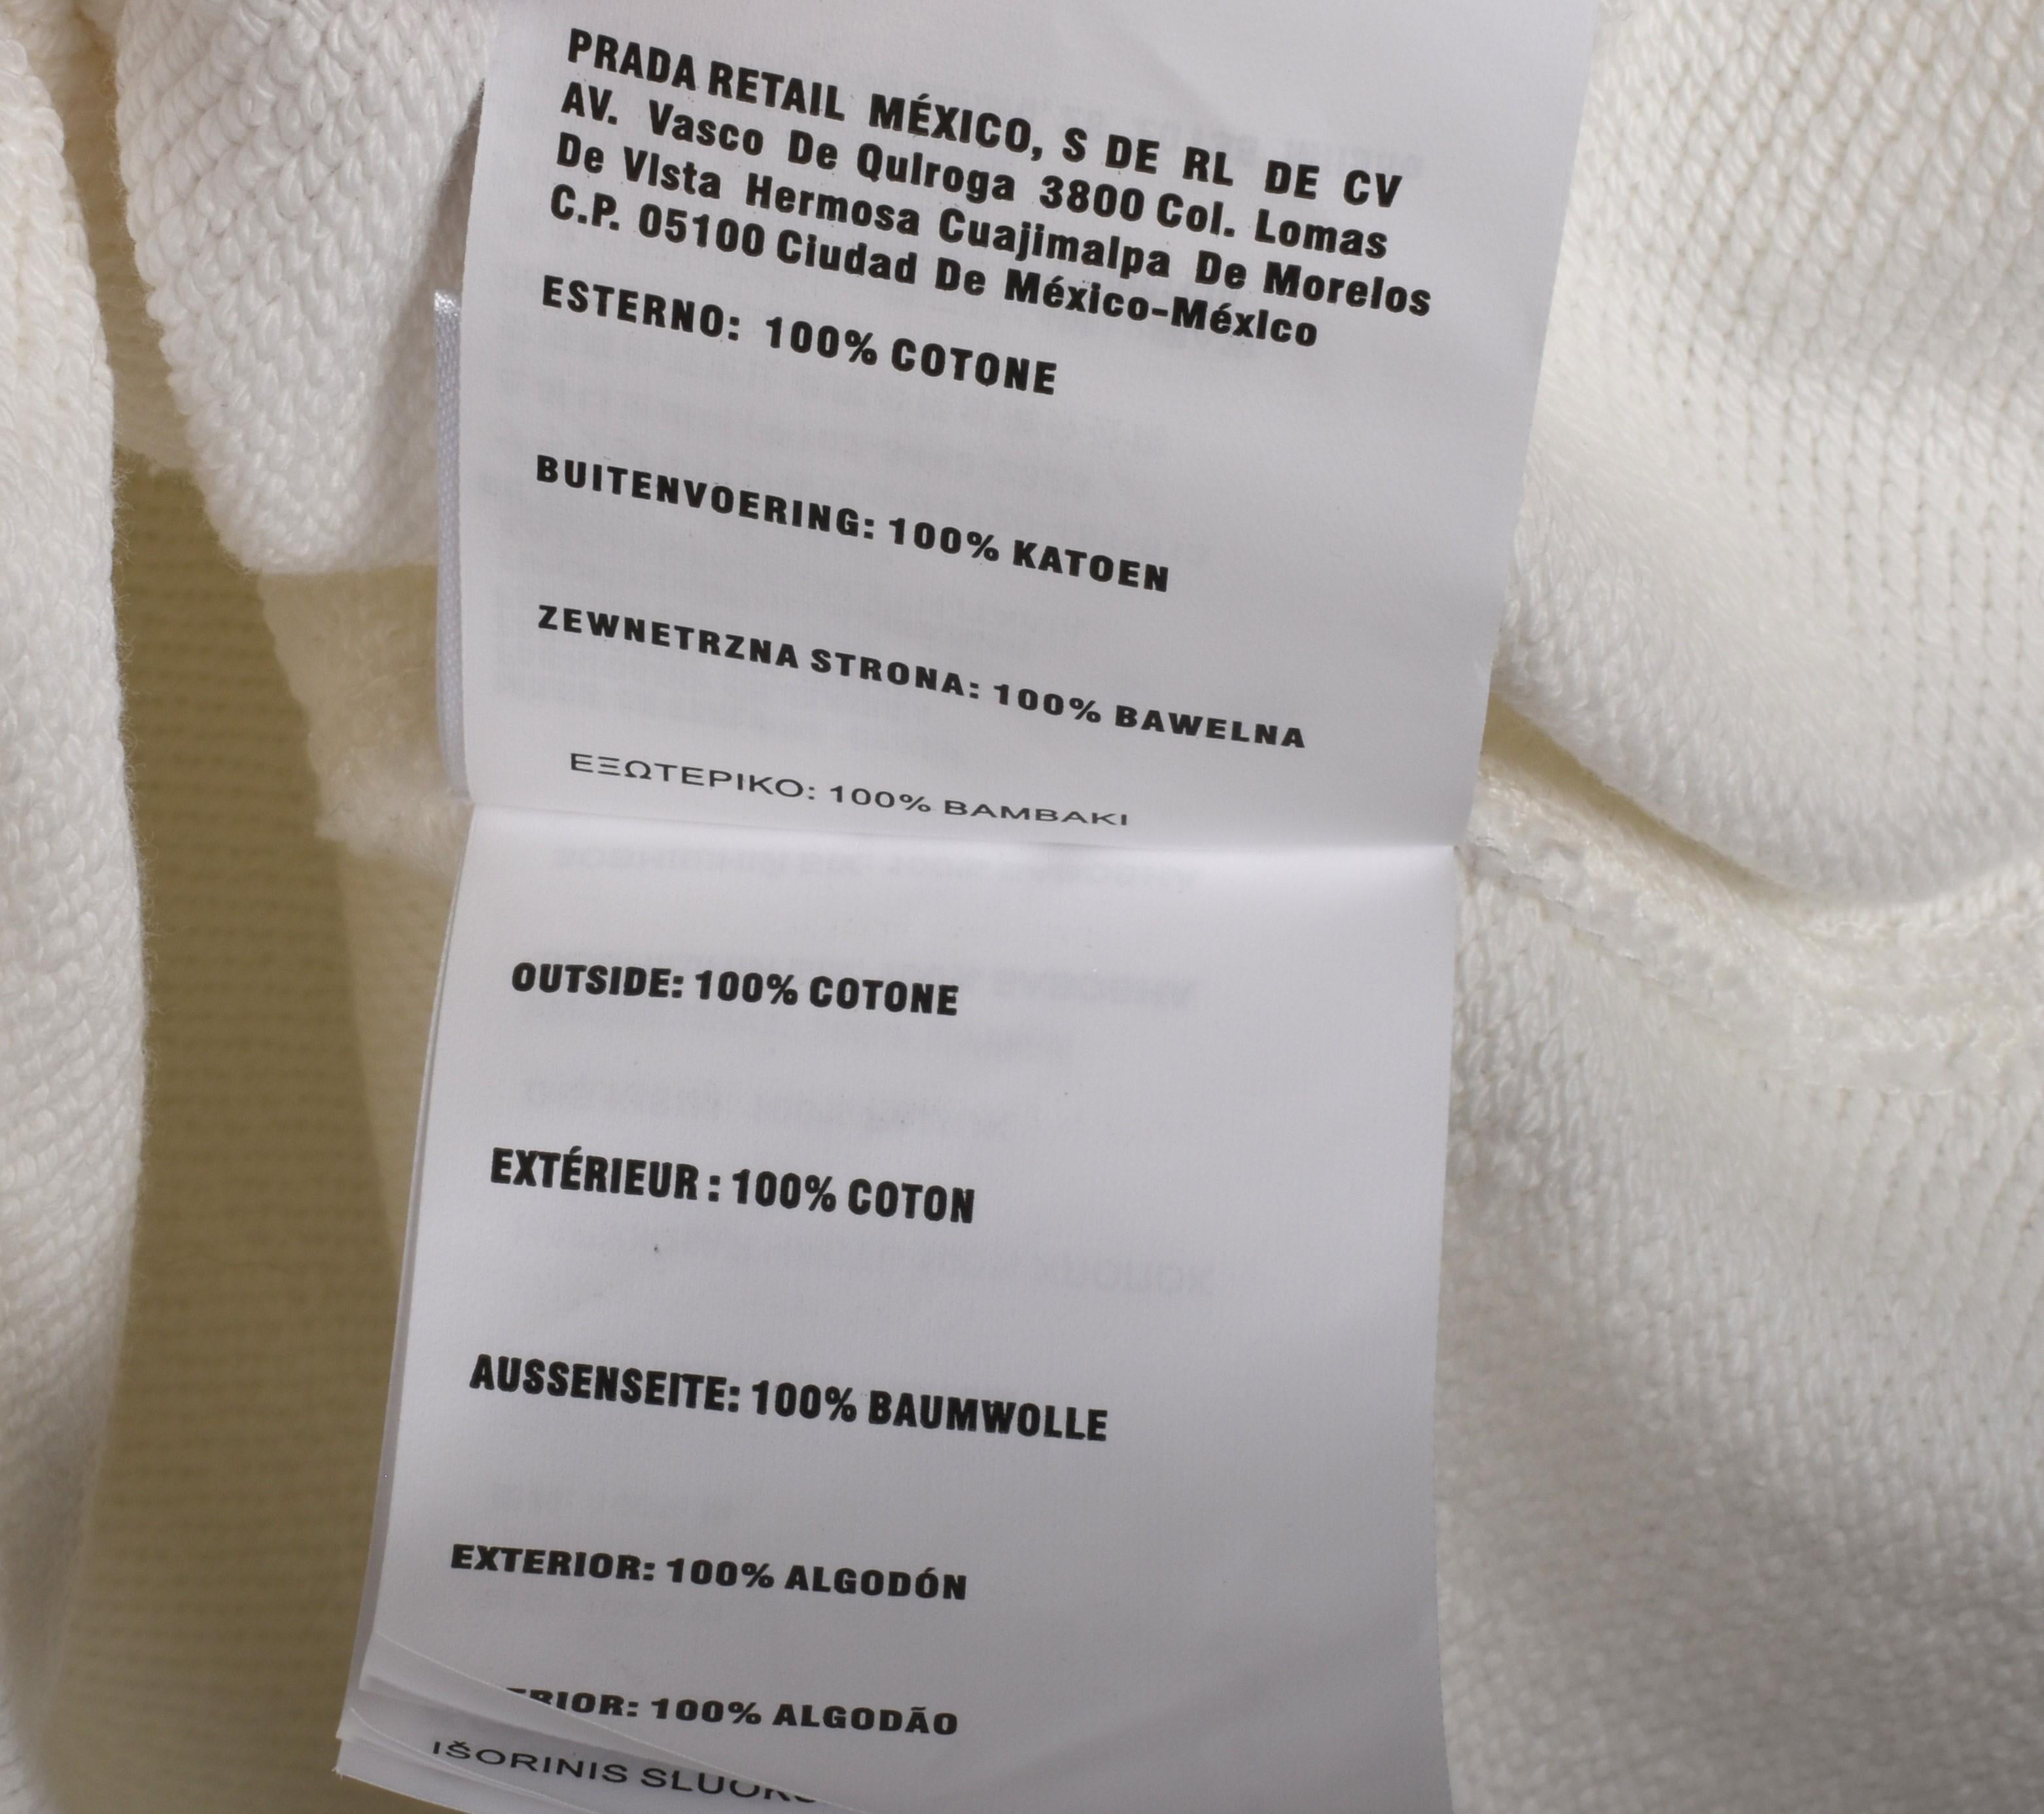 PRADA RETAIL MÉXICO, S DE RL DE CV
AV. Vasco De Quiroga 3800 Col. Lomas
De Vista Hermosa Cuajimalpa De Morelos
C.P. 05100 Ciudad De México-México
ESTERNO: 100% COTONE
BUITENVOERING: 100% KATOEN
ZEWNETRZNA STRONA: 100% BAWELNA
ΕΞΩΤΕΡΙΚΟ: 100% BAMBAKI
OUTSIDE: 100% COTONE
EXTÉRIEUR : 100% COTON
AUSSENSEITE: 100% BAUMWOLLE
EXTERIOR: 100% ALGODÓN
100% ALGODÃO
IŠORINIS